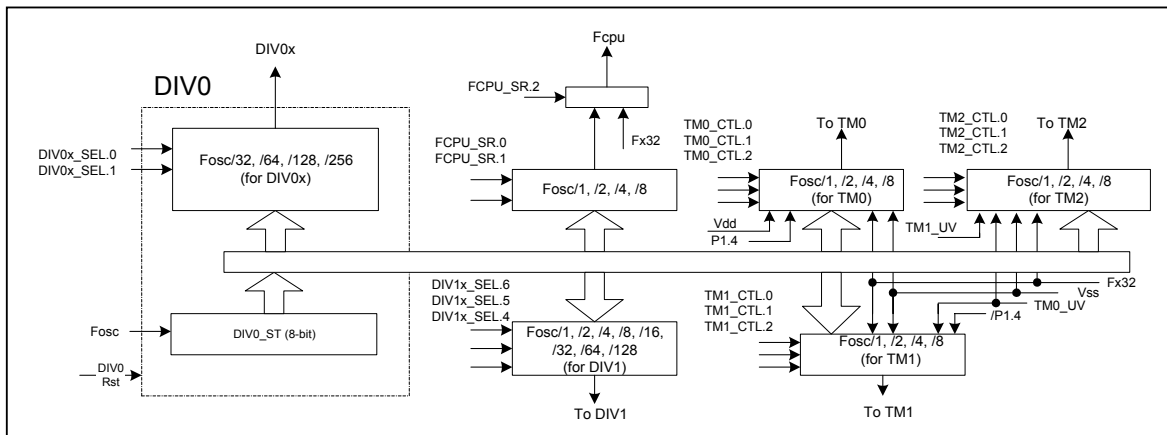 DIV0x
DIV0
DIV0x_SEL.0
DIV0x_SEL.1
Fosc/32, /64, /128, /256
(for DIV0x)
Fosc
DIV0_ST (8-bit)
DIV0
Rst
Fcpu
FCPU_SR.2
Fx32
FCPU_SR.0
FCPU_SR.1
Fosc/1, /2, /4, /8
DIV1x_SEL.6
DIV1x_SEL.5
DIV1x_SEL.4
Fosc/1, /2, /4, /8, /16,
/32, /64, /128
(for DIV1)
To DIV1
TM0_CTL.0
TM0_CTL.1
TM0_CTL.2
To TM0
Fosc/1, /2, /4, /8
(for TM0)
Vdd
P1.4
TM2_CTL.0
TM2_CTL.1
TM2_CTL.2
To TM2
Fosc/1, /2, /4, /8
(for TM2)
TM1_UV
Fx32
Vss
TM0_UV
/P1.4
TM1_CTL.0
TM1_CTL.1
TM1_CTL.2
Fosc/1, /2, /4, /8
(for TM1)
To TM1